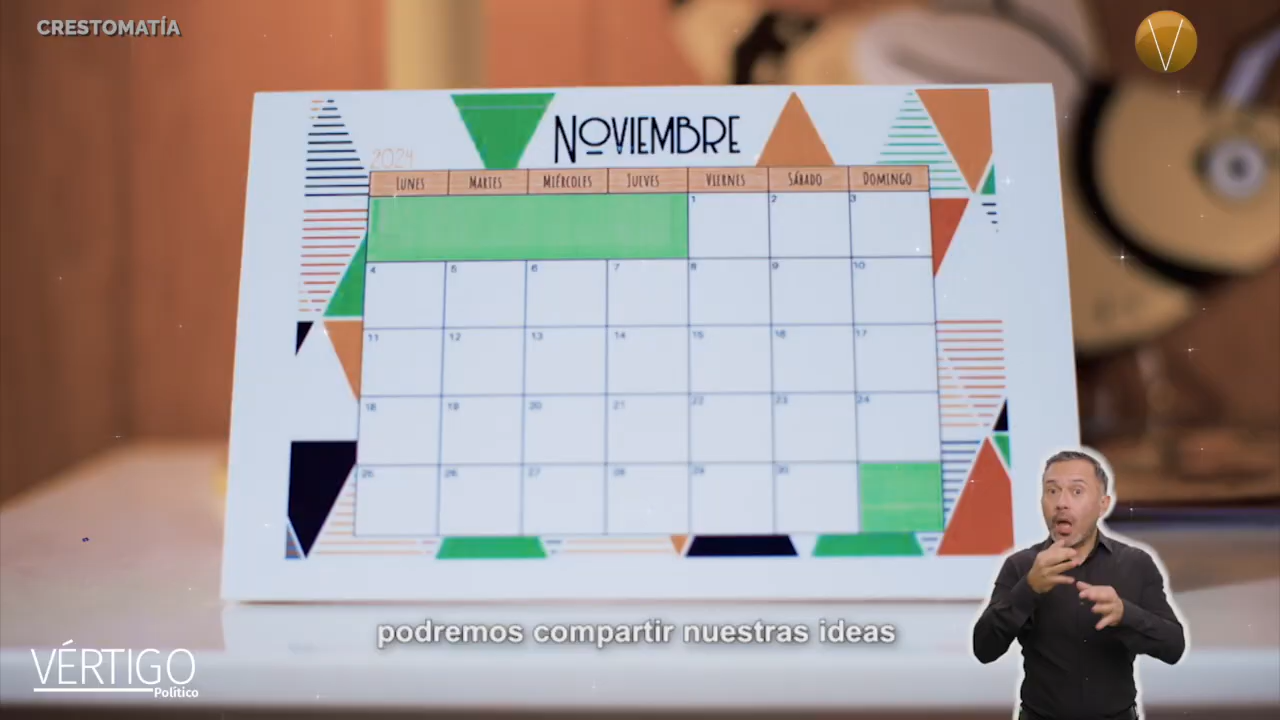 CRESTOMATÍA
V
NOVIEMBRE
2024
LUNES MARTES MIÉRCOLES JUEVES VIERNES SÁBADO DOMINGO
1 2 3
4 5 6 7 8 9 10
11 12 13 14 15 16 17
18 19 20 21 22 23 24
25 26 27 28 29 30
podremos compartir nuestras ideas
VÉRTIGO
Político